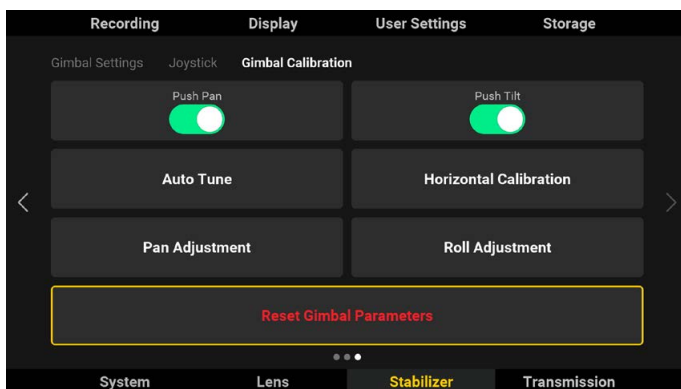 Recording Display User Settings Storage
Gimbal Settings Joystick Gimbal Calibration
Push Pan Push Tilt
Auto Tune Horizontal Calibration
Pan Adjustment Roll Adjustment
Reset Gimbal Parameters
System Lens Stabilizer Transmission